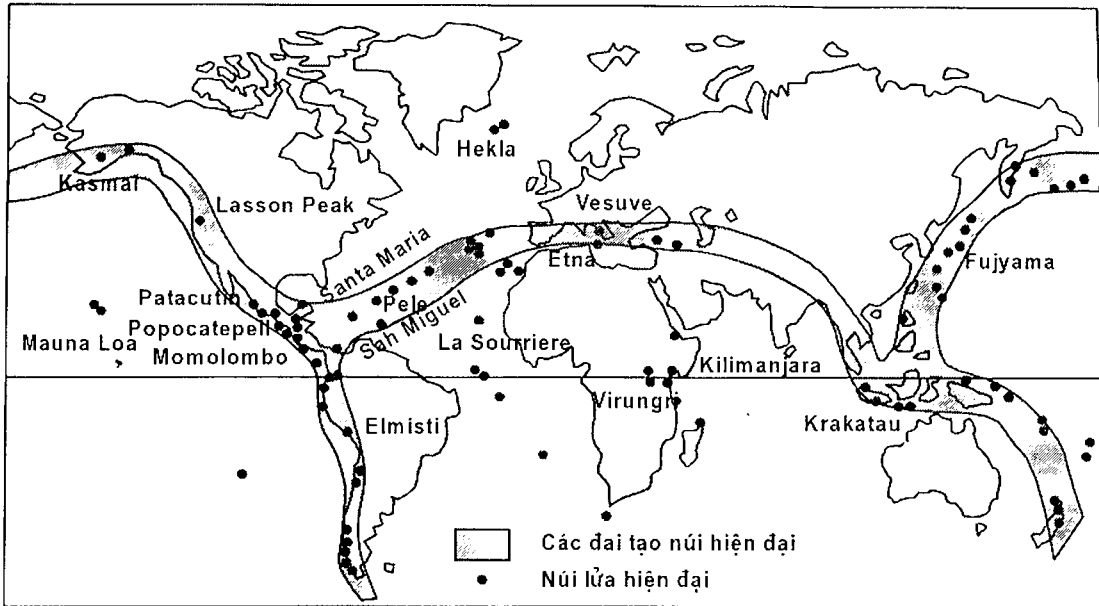 Hekla
Kasmai
Lasson Peak
Vesuve
Santa Maria
Etna
Fujyama
Patacutin
Pele
San Miguel
Popocatepell
Mauna Loa
La Sourriere
Momolombo
Kilimanjara
Virungri
Elmisti
Krakatau
Các đai tạo núi hiện đại
Núi lửa hiện đại